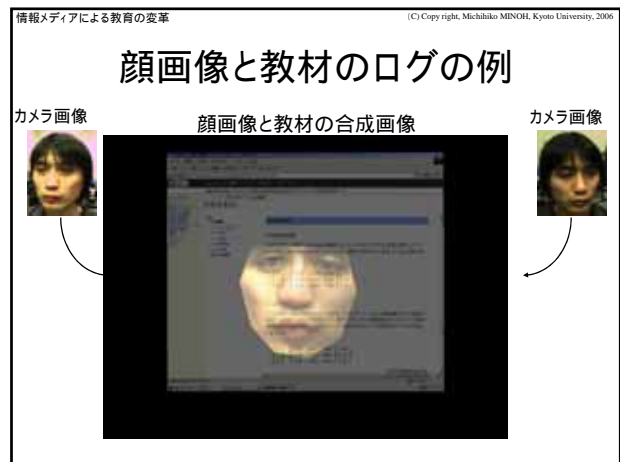 情報メディアによる教育の変革
(C) Copy right, Michihiko MINOH, Kyoto University, 2006
顔画像と教材のログの例
カメラ画像
顔画像と教材の合成画像
カメラ画像